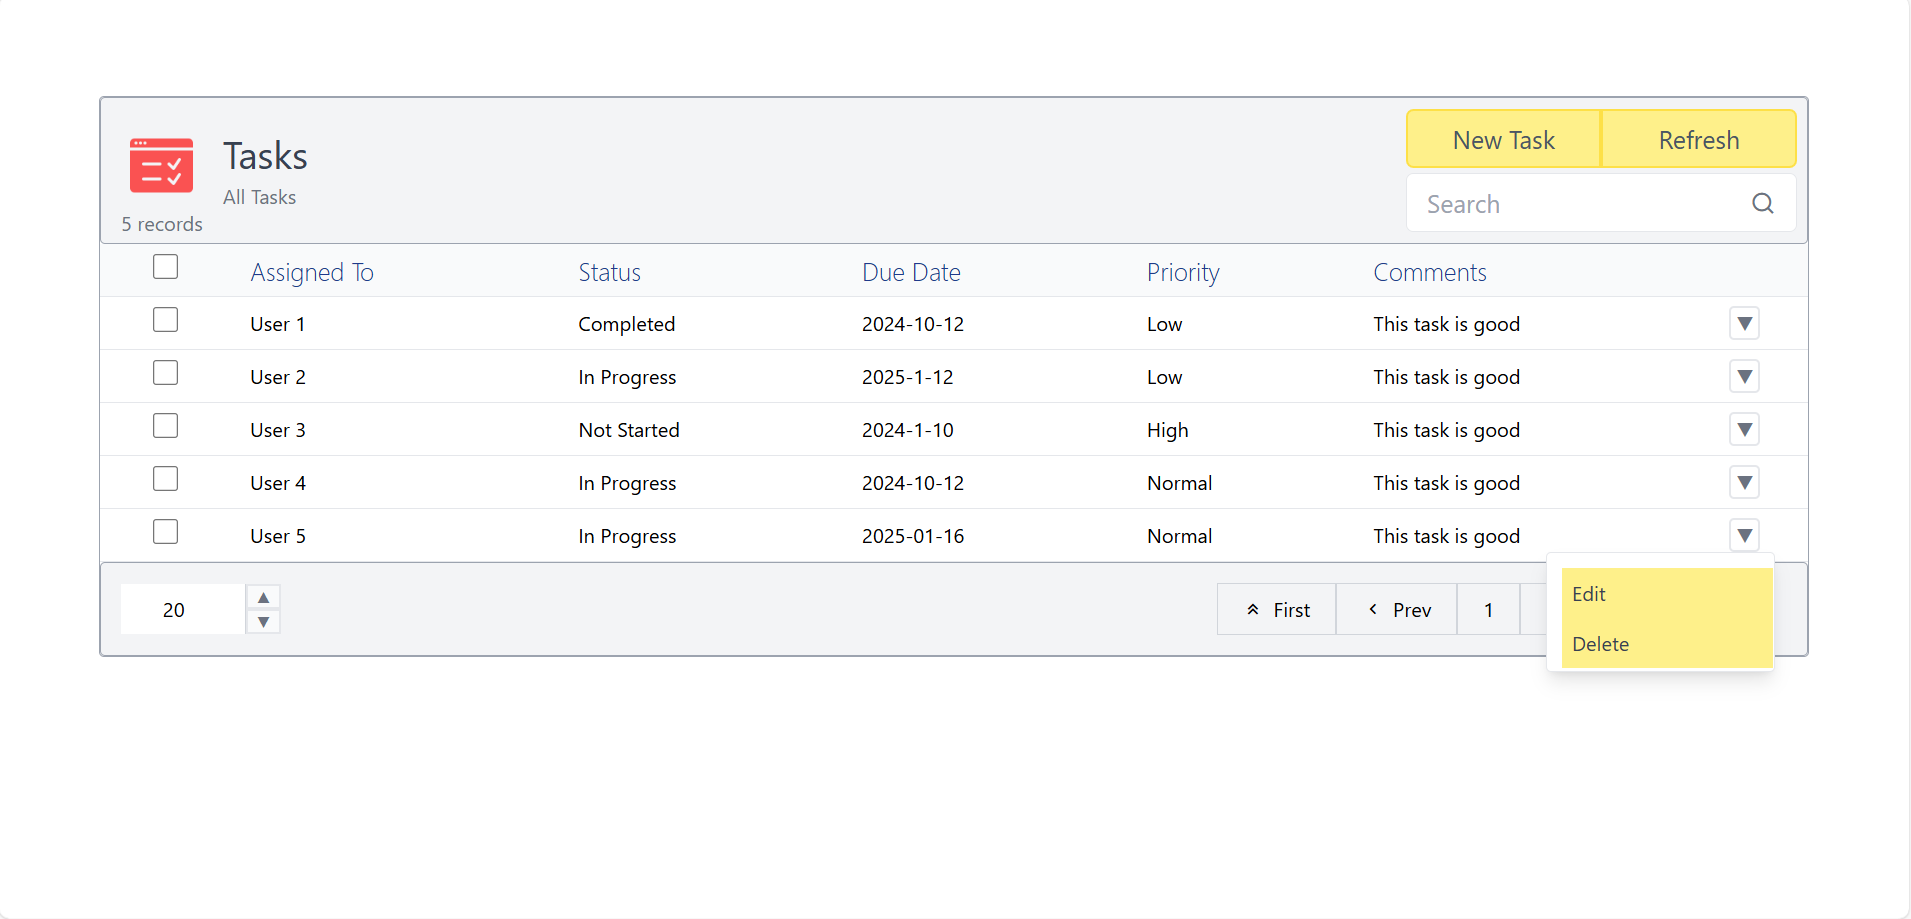 Tasks
All Tasks
5 records
New Task Refresh
Search
Assigned To Status Due Date Priority Comments
User 1 Completed 2024-10-12 Low This task is good ▼
User 2 In Progress 2025-1-12 Low This task is good ▼
User 3 Not Started 2024-1-10 High This task is good ▼
User 4 In Progress 2024-10-12 Normal This task is good ▼
User 5 In Progress 2025-01-16 Normal This task is good ▼
20 ▲ ▼ First Prev 1
Edit
Delete